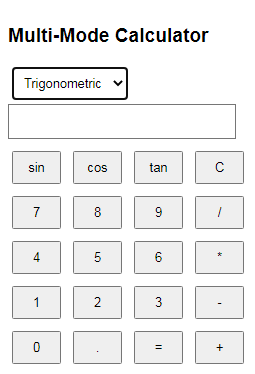 Multi-Mode Calculator
Trigonometric
sin cos tan C
7 8 9 /
4 5 6 *
1 2 3 -
0 . = +